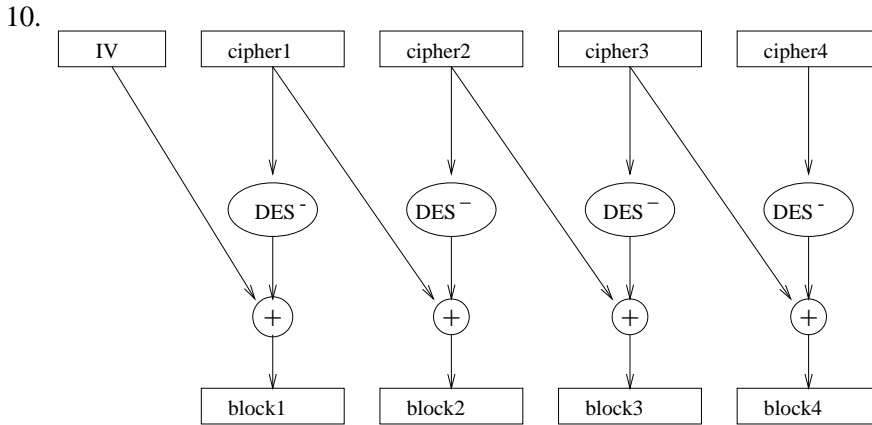 10.
IV cipher1 cipher2 cipher3 cipher4
DES - DES − DES − DES -
+ + + +
block1 block2 block3 block4